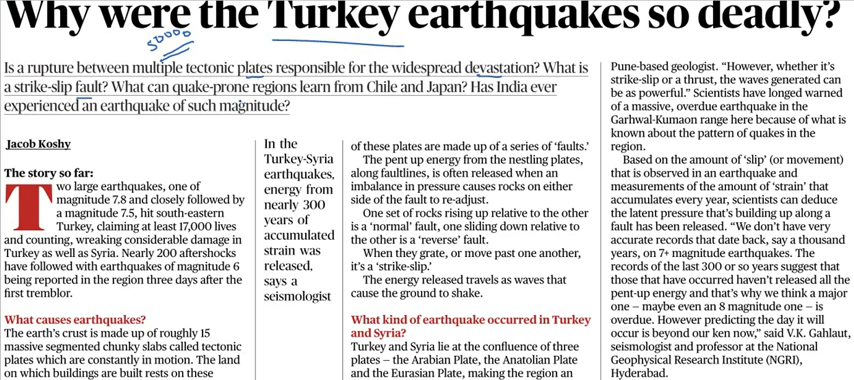 Why were the Turkey earthquakes so deadly?
50000
Is a rupture between multiple tectonic plates responsible for the widespread devastation? What is
a strike-slip fault? What can quake-prone regions learn from Chile and Japan? Has India ever
experienced an earthquake of such magnitude?
Jacob Koshy
The story so far:
Two large earthquakes, one of
magnitude 7.8 and closely followed by
a magnitude 7.5, hit south-eastern
Turkey, claiming at least 17,000 lives
and counting, wreaking considerable damage in
Turkey as well as Syria. Nearly 200 aftershocks
have followed with earthquakes of magnitude 6
being reported in the region three days after the
first tremblor.
What causes earthquakes?
The earth's crust is made up of roughly 15
massive segmented chunky slabs called tectonic
plates which are constantly in motion. The land
on which buildings are built rests on these
In the
Turkey-Syria
earthquakes,
energy from
nearly 300
years of
accumulated
strain was
released,
says a
seismologist
of these plates are made up of a series of 'faults.'
The pent up energy from the nestling plates,
along faultlines, is often released when an
imbalance in pressure causes rocks on either
side of the fault to re-adjust.
One set of rocks rising up relative to the other
is a 'normal' fault, one sliding down relative to
the other is a 'reverse' fault.
When they grate, or move past one another,
it's a 'strike-slip.'
The energy released travels as waves that
cause the ground to shake.
What kind of earthquake occurred in Turkey
and Syria?
Turkey and Syria lie at the confluence of three
plates — the Arabian Plate, the Anatolian Plate
and the Eurasian Plate, making the region an
Pune-based geologist. "However, whether it's
strike-slip or a thrust, the waves generated can
be as powerful." Scientists have longed warned
of a massive, overdue earthquake in the
Garhwal-Kumaon range here because of what is
known about the pattern of quakes in the
region.
Based on the amount of 'slip' (or movement)
that is observed in an earthquake and
measurements of the amount of 'strain' that
accumulates every year, scientists can deduce
the latent pressure that's building up along a
fault has been released. "We don't have very
accurate records that date back, say a thousand
years, on 7+ magnitude earthquakes. The
records of the last 300 or so years suggest that
those that have occurred haven't released all the
pent-up energy and that's why we think a major
one — maybe even an 8 magnitude one — is
overdue. However predicting the day it will
occur is beyond our ken now," said V.K. Gahlaut,
seismologist and professor at the National
Geophysical Research Institute (NGRI),
Hyderabad.